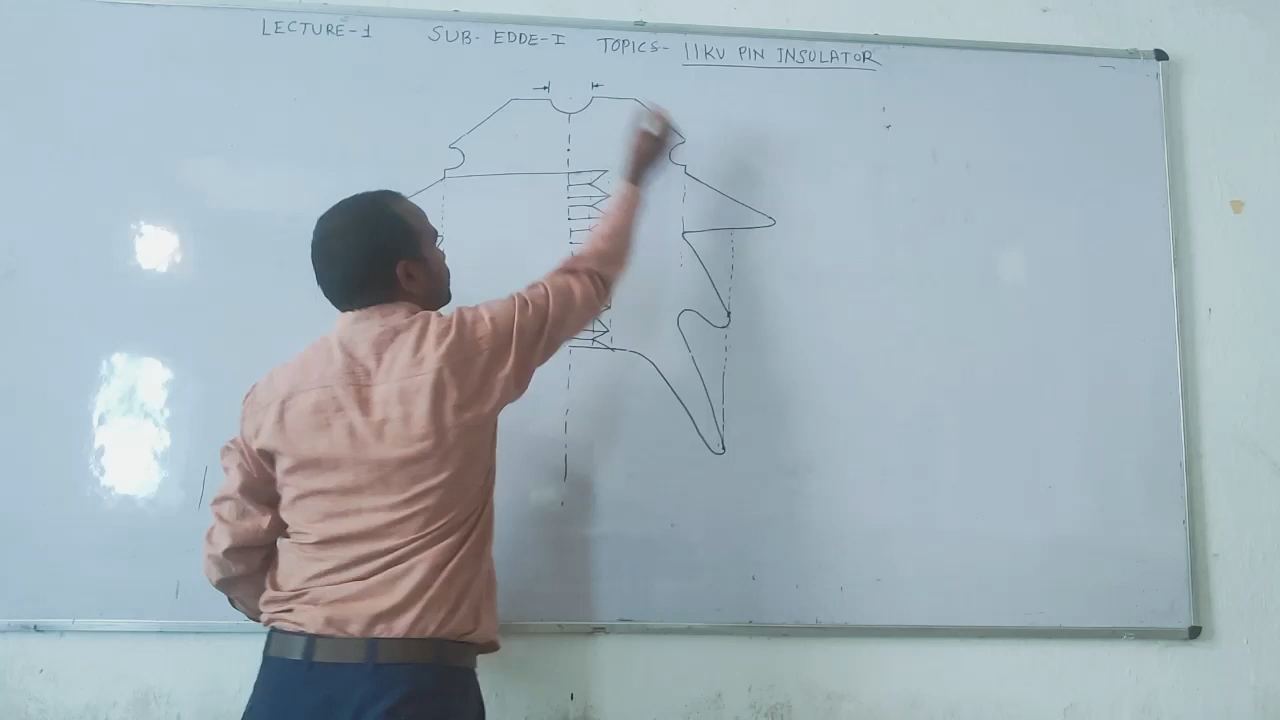 LECTURE-1 SUB- EDDE-I TOPICS- 11KV PIN INSULATOR